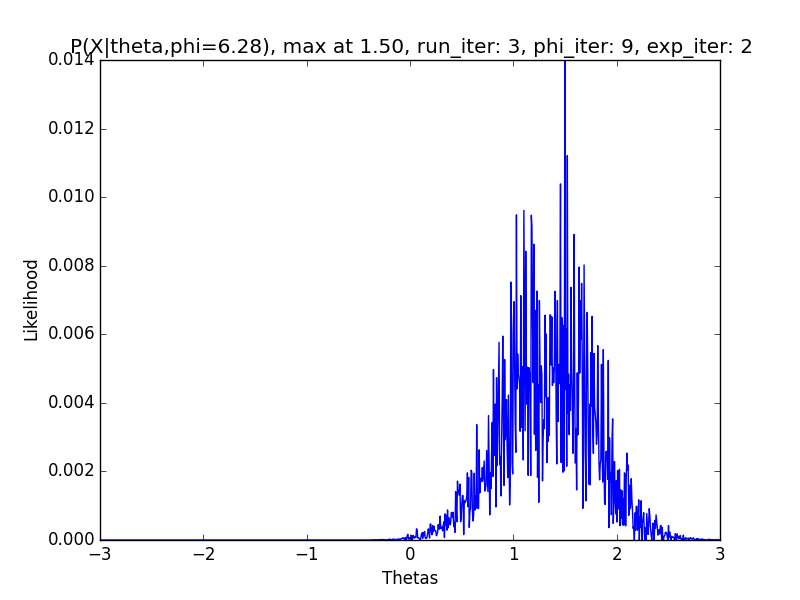 P(X|theta,phi=6.28), max at 1.50, run_iter: 3, phi_iter: 9, exp_iter: 2
0.014
0.012
0.010
0.008
0.006
0.004
0.002
0.000
Likelihood
−3 −2 −1 0 1 2 3
Thetas